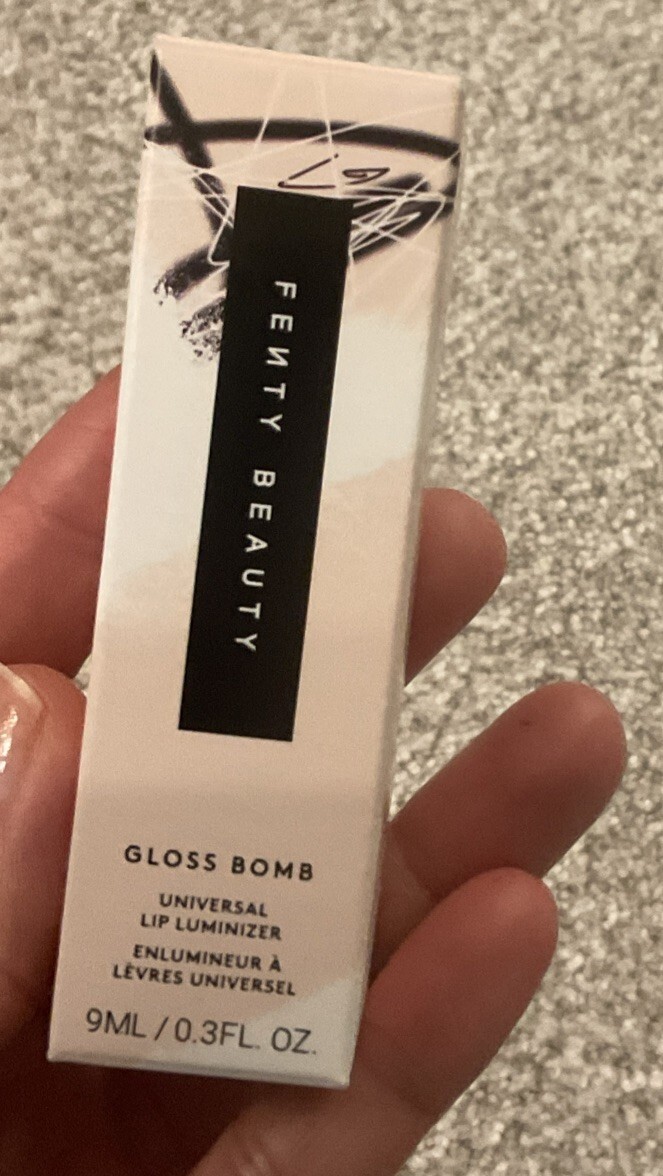 FENTY BEAUTY
GLOSS BOMB
UNIVERSAL
LIP LUMINIZER
ENLUMINEUR À
LÈVRES UNIVERSEL
9ML / 0.3FL. OZ.